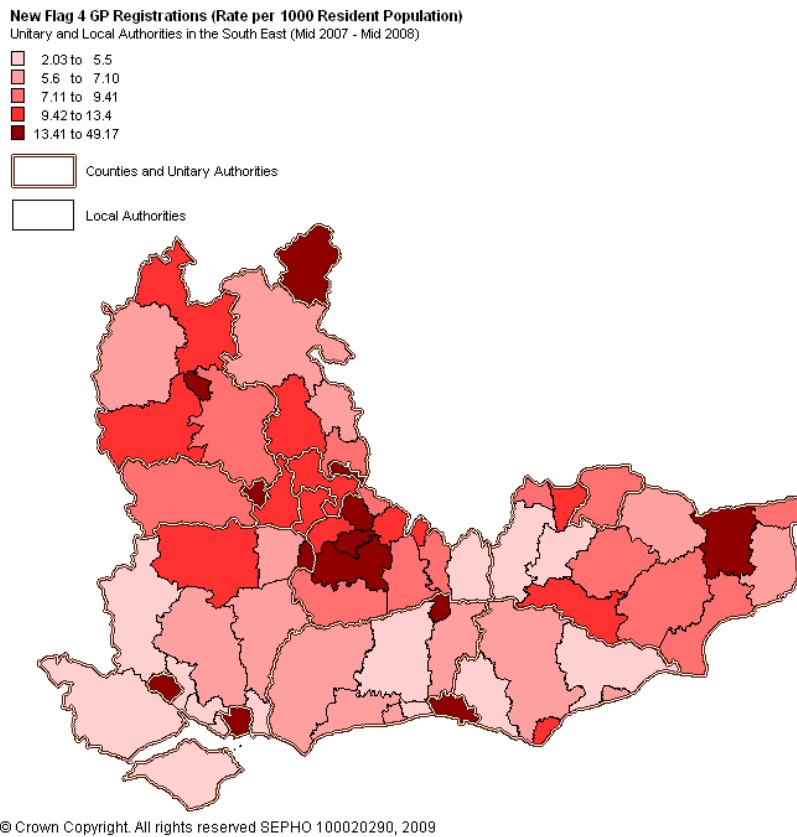 New Flag 4 GP Registrations (Rate per 1000 Resident Population)
Unitary and Local Authorities in the South East (Mid 2007 - Mid 2008)
2.03 to 5.5
5.6 to 7.10
7.11 to 9.41
9.42 to 13.4
13.41 to 49.17
Counties and Unitary Authorities
Local Authorities
© Crown Copyright. All rights reserved SEPHO 100020290, 2009